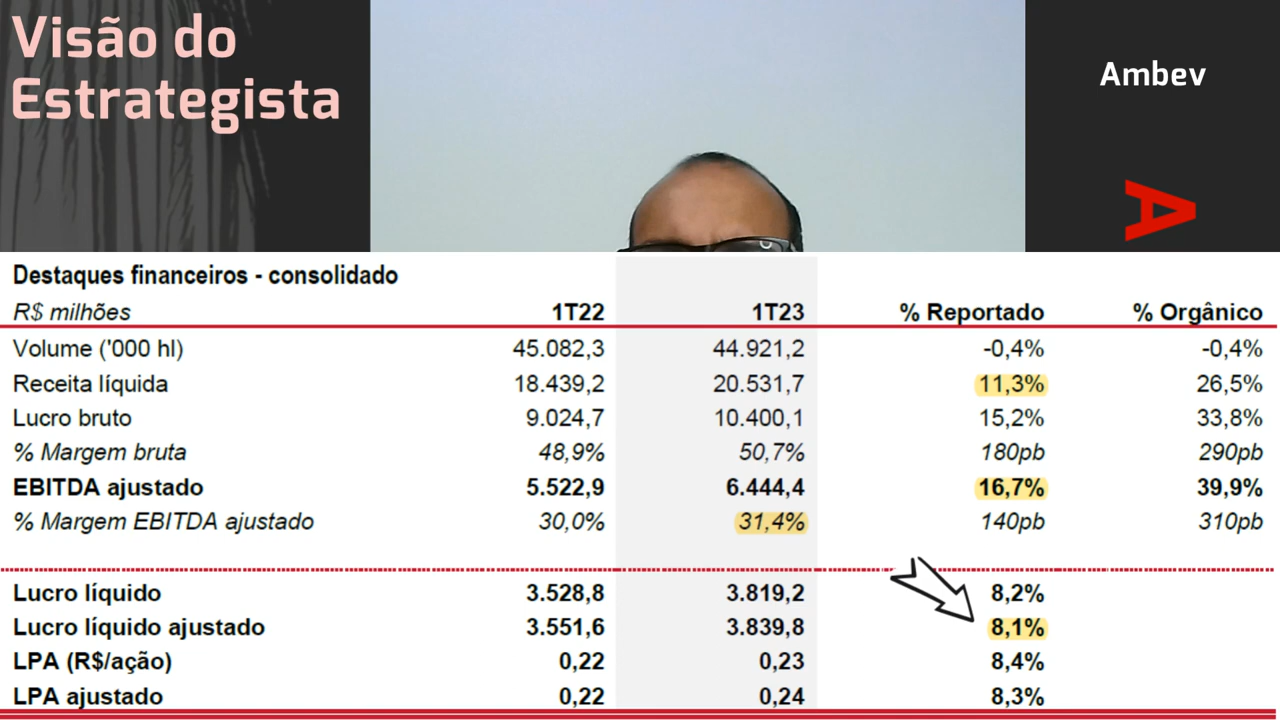 Visão do
Estrategista
Ambev
Destaques financeiros - consolidado
R$ milhões 1T22 1T23 % Reportado % Orgânico
Volume ('000 hl) 45.082,3 44.921,2 -0,4% -0,4%
Receita líquida 18.439,2 20.531,7 11,3% 26,5%
Lucro bruto 9.024,7 10.400,1 15,2% 33,8%
% Margem bruta 48,9% 50,7% 180pb 290pb
EBITDA ajustado 5.522,9 6.444,4 16,7% 39,9%
% Margem EBITDA ajustado 30,0% 31,4% 140pb 310pb
Lucro líquido 3.528,8 3.819,2 8,2%
Lucro líquido ajustado 3.551,6 3.839,8 8,1%
LPA (R$/ação) 0,22 0,23 8,4%
LPA ajustado 0,22 0,24 8,3%